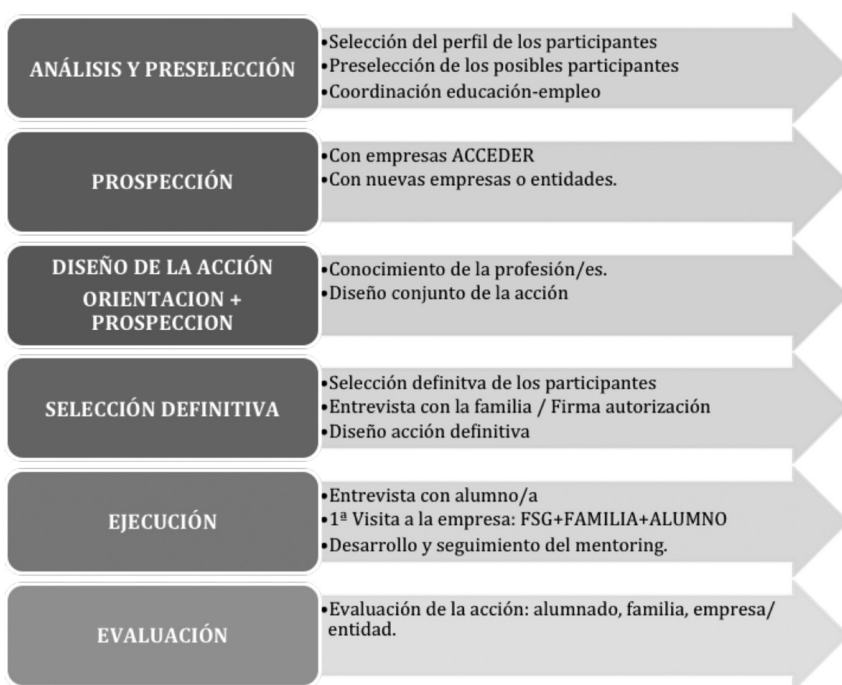 ANÁLISIS Y PRESELECCIÓN
•Selección del perfil de los participantes
•Preselección de los posibles participantes
•Coordinación educación-empleo
PROSPECCIÓN
•Con empresas ACCEDER
•Con nuevas empresas o entidades.
DISEÑO DE LA ACCIÓN
ORIENTACION +
PROSPECCION
•Conocimiento de la profesión/es.
•Diseño conjunto de la acción
SELECCIÓN DEFINITIVA
•Selección definitva de los participantes
•Entrevista con la familia / Firma autorización
•Diseño acción definitiva
EJECUCIÓN
•Entrevista con alumno/a
•1ª Visita a la empresa: FSG+FAMILIA+ALUMNO
•Desarrollo y seguimiento del mentoring.
EVALUACIÓN
•Evaluación de la acción: alumnado, familia, empresa/
entidad.